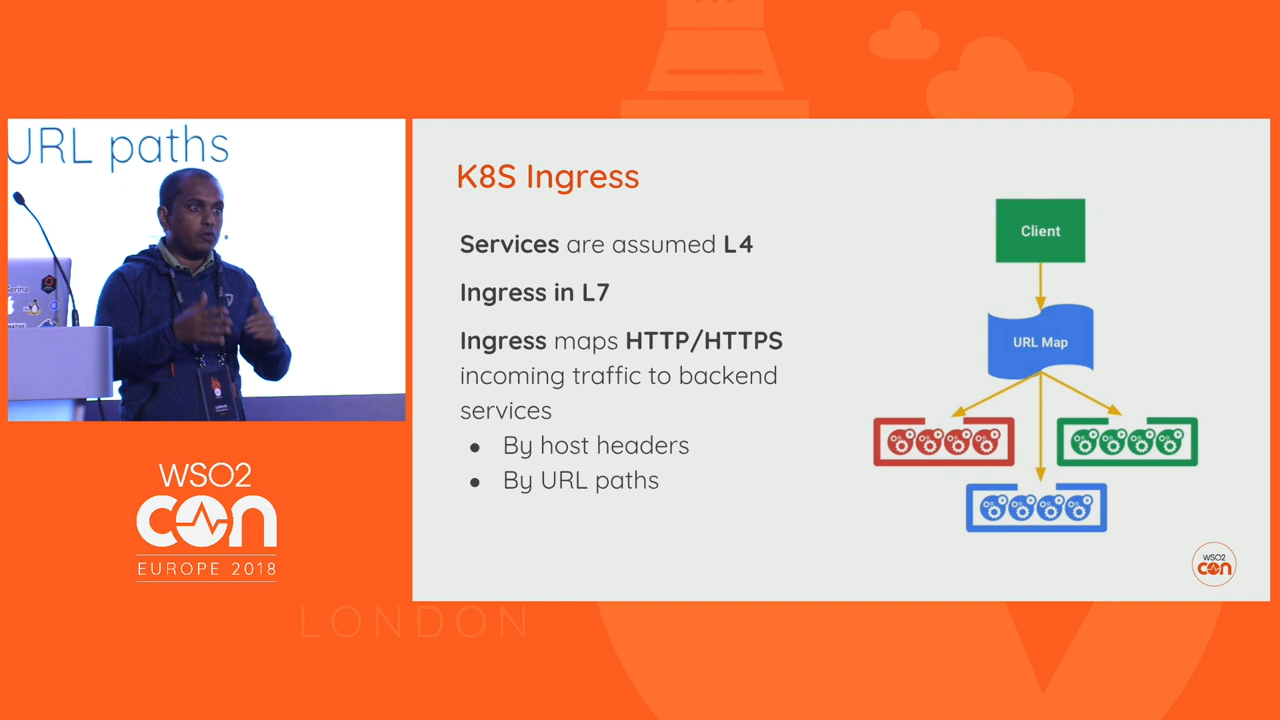 URL paths
K8S Ingress
Services are assumed L4
Ingress in L7
Ingress maps HTTP/HTTPS
incoming traffic to backend
services
● By host headers
● By URL paths
Client
URL Map
WSO2
con
EUROPE 2018
LONDON
WSO2
con